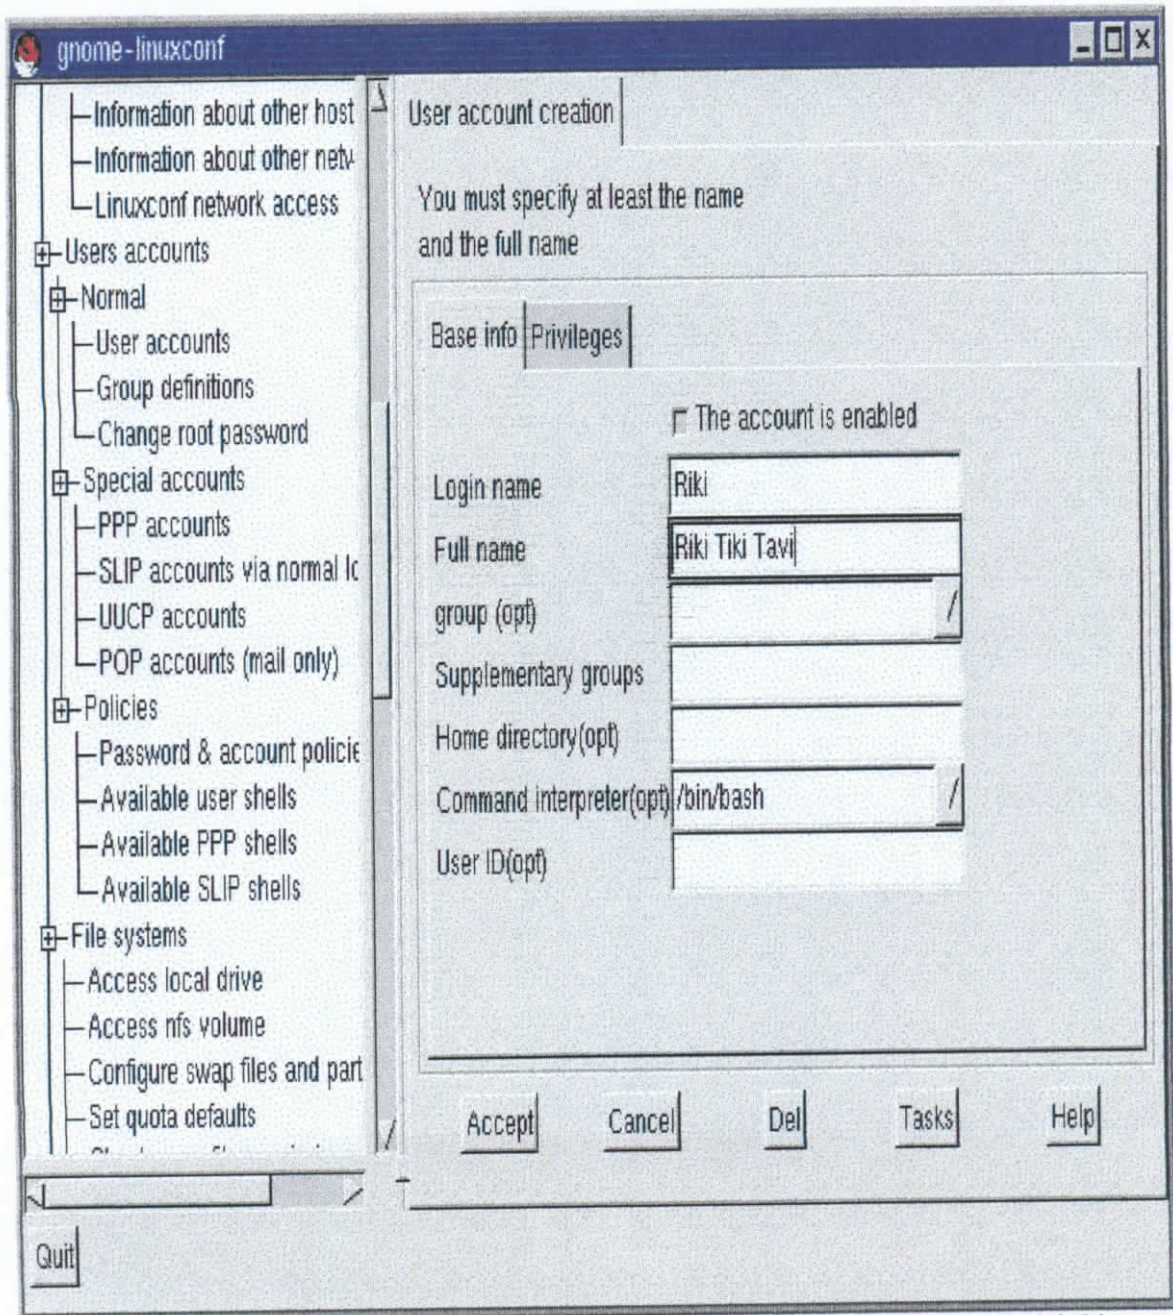 gnome-linuxconf
Information about other host
Information about other netw
Linuxconf network access
Users accounts
Normal
User accounts
Group definitions
Change root password
Special accounts
PPP accounts
SLIP accounts via normal lc
UUCP accounts
POP accounts (mail only)
Policies
Password & account policie
Available user shells
Available PPP shells
Available SLIP shells
File systems
Access local drive
Access nfs volume
Configure swap files and part
Set quota defaults
Quit
User account creation
You must specify at least the name
and the full name
Base info Privileges
The account is enabled
Login name Riki
Full name Riki Tiki Tavi
group (opt)
Supplementary groups
Home directory(opt)
Command interpreter(opt) /bin/bash
User ID(opt)
Accept Cancel Del Tasks Help